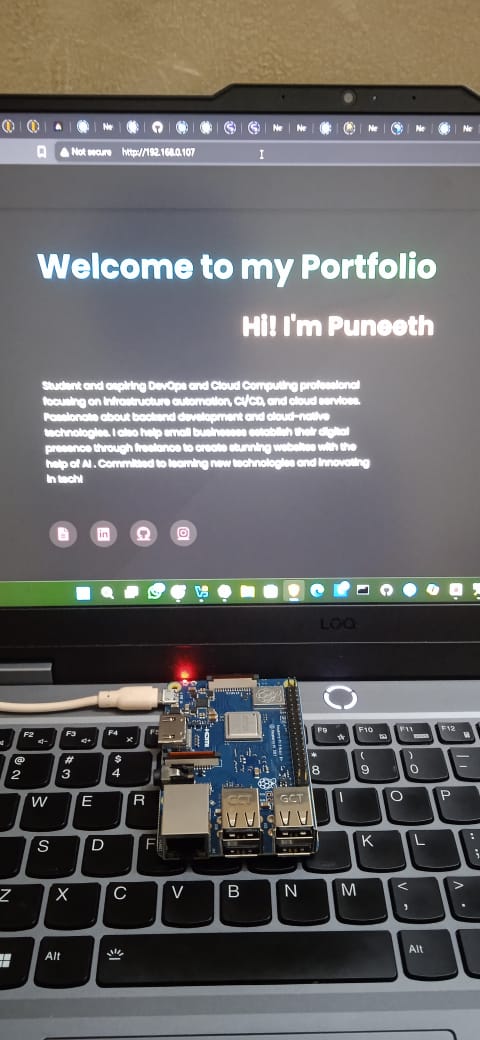 Not secure http://192.168.0.107
Welcome to my Portfolio
Hi! I'm Puneeth
Student and aspiring DevOps and Cloud Computing professional
focusing on infrastructure automation, CI/CD, and cloud services.
Passionate about backend development and cloud-native
technologies. I also help small businesses establish their digital
presence through freelance to create stunning websites with the
help of AI . Committed to learning new technologies and innovating
in tech!
LOQ
HDMI
GCT
F2 F3 F4 F9 F10 F11 F12
@ # $ * ( ) —
2 3 4 8 9 0
W E R I O P
S D F K L : ;
Z X C V B N M < , > .
Alt Alt